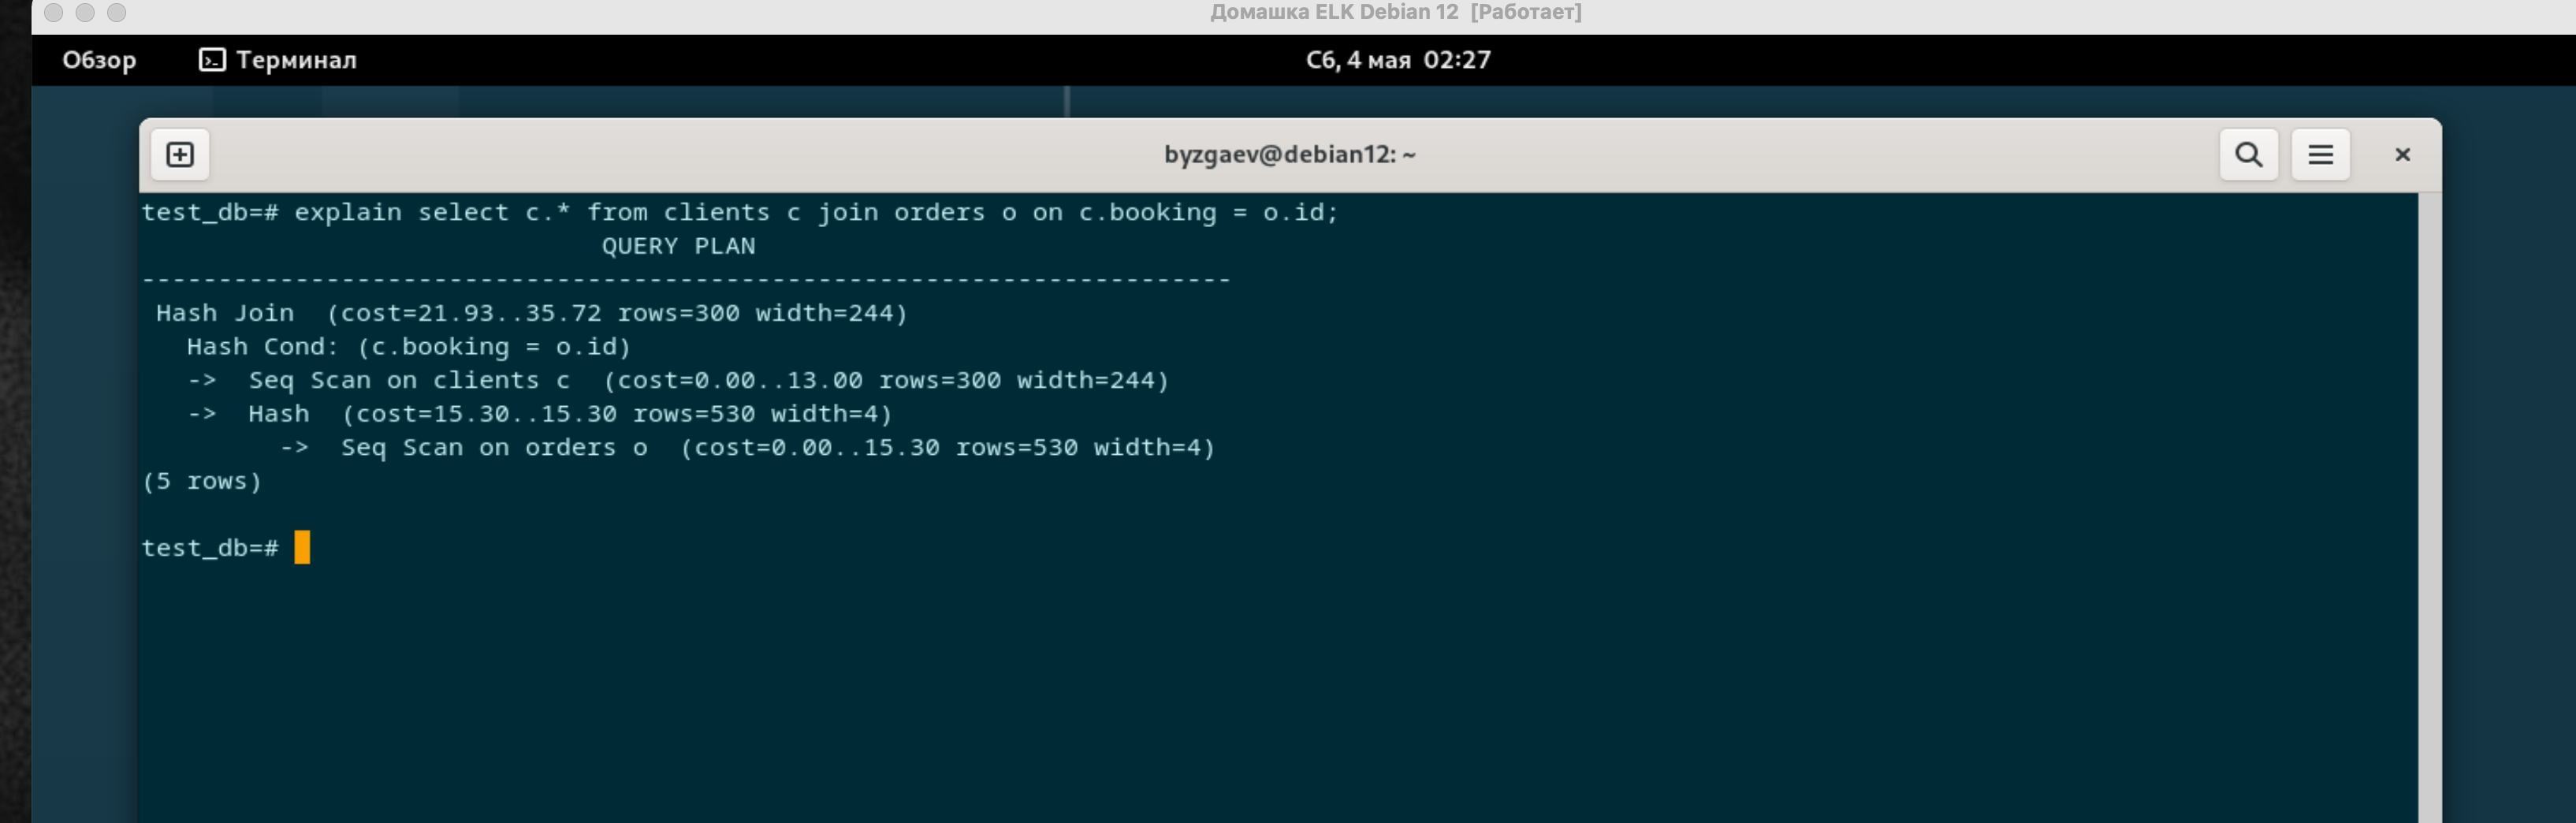 Домашка ELK Debian 12 [Работает]
Обзор Терминал Сб, 4 мая 02:27
byzgaev@debian12: ~
test_db=# explain select c.* from clients c join orders o on c.booking = o.id;
                              QUERY PLAN
-----------------------------------------------------------------------
 Hash Join  (cost=21.93..35.72 rows=300 width=244)
   Hash Cond: (c.booking = o.id)
   ->  Seq Scan on clients c  (cost=0.00..13.00 rows=300 width=244)
   ->  Hash  (cost=15.30..15.30 rows=530 width=4)
         ->  Seq Scan on orders o  (cost=0.00..15.30 rows=530 width=4)
(5 rows)
test_db=#